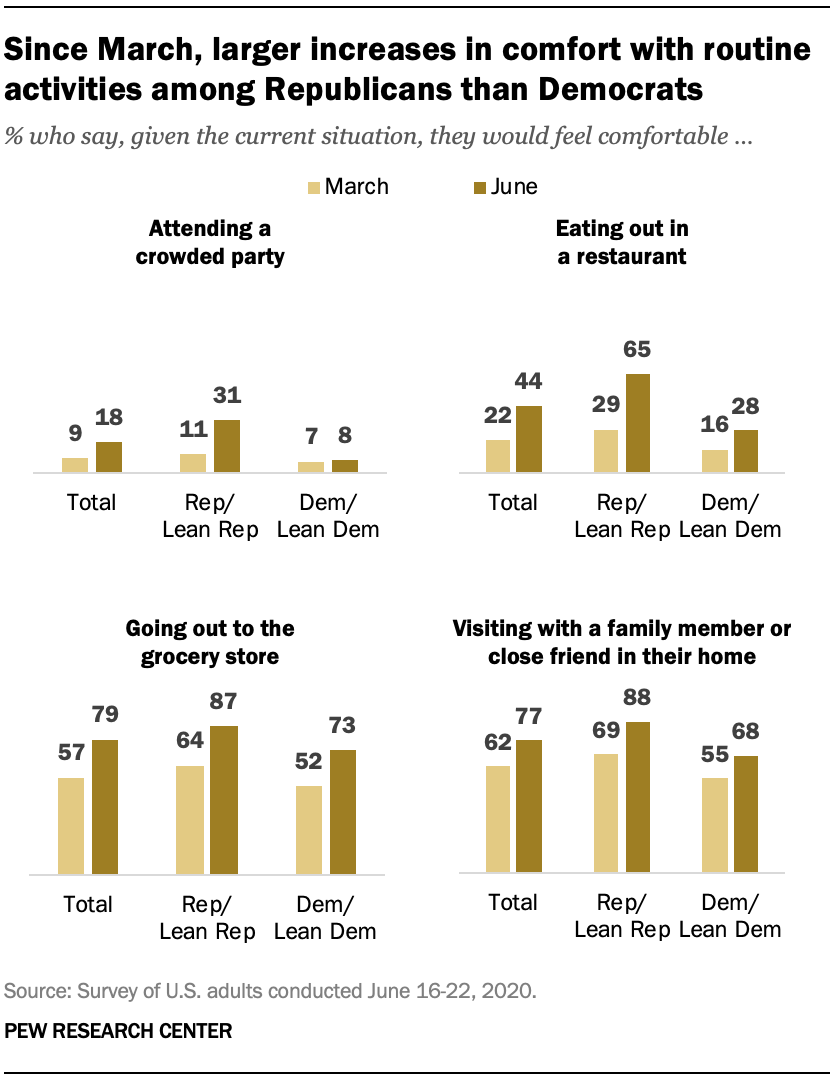 Since March, larger increases in comfort with routine
activities among Republicans than Democrats
% who say, given the current situation, they would feel comfortable ...
March June
Attending a
crowded party
9 18 11 31 7 8
Total Rep/ Dem/
Lean Rep Lean Dem
Eating out in
a restaurant
22 44 29 65 16 28
Total Rep/ Dem/
Lean Rep Lean Dem
Going out to the
grocery store
57 79 64 87 52 73
Total Rep/ Dem/
Lean Rep Lean Dem
Visiting with a family member or
close friend in their home
62 77 69 88 55 68
Total Rep/ Dem/
Lean Rep Lean Dem
Source: Survey of U.S. adults conducted June 16-22, 2020.
PEW RESEARCH CENTER